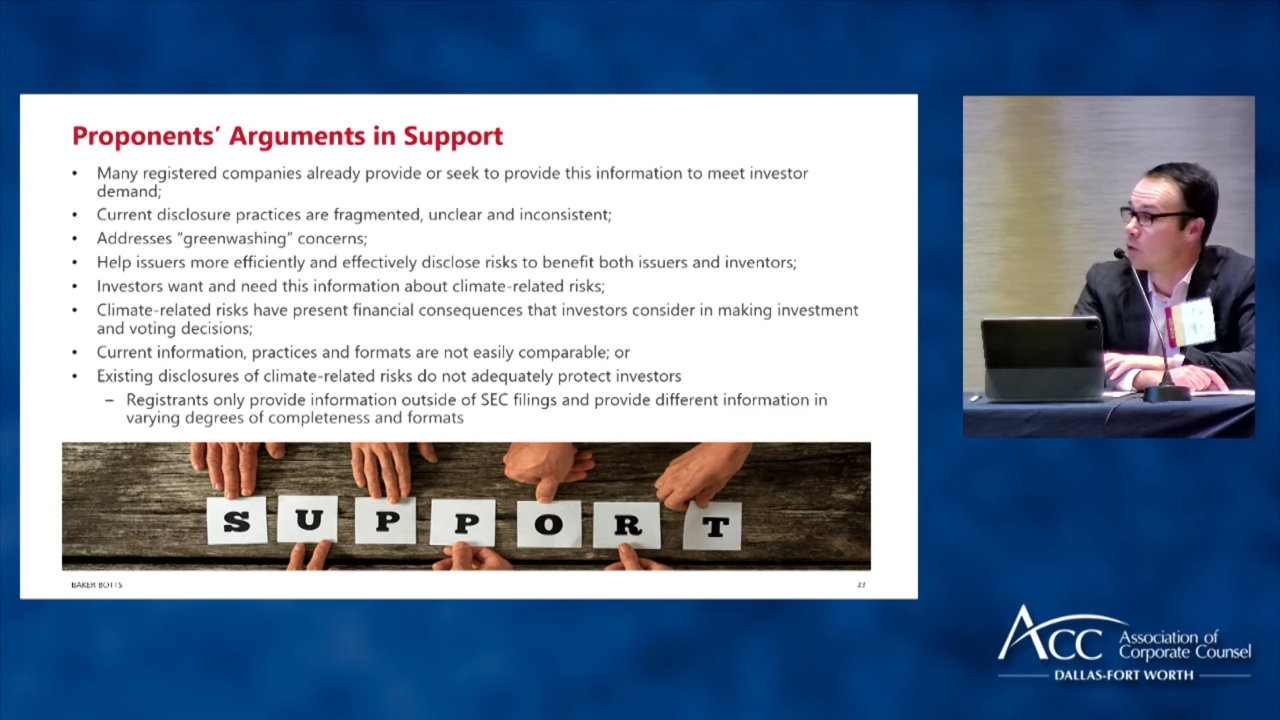 Proponents’ Arguments in Support
• Many registered companies already provide or seek to provide this information to meet investor
demand;
• Current disclosure practices are fragmented, unclear and inconsistent;
• Addresses “greenwashing” concerns;
• Help issuers more efficiently and effectively disclose risks to benefit both issuers and inventors;
• Investors want and need this information about climate-related risks;
• Climate-related risks have present financial consequences that investors consider in making investment
and voting decisions;
• Current information, practices and formats are not easily comparable; or
• Existing disclosures of climate-related risks do not adequately protect investors
– Registrants only provide information outside of SEC filings and provide different information in
varying degrees of completeness and formats
SUPPORT
BAKER BOTTS
23
ACC Association of
Corporate Counsel
DALLAS-FORT WORTH